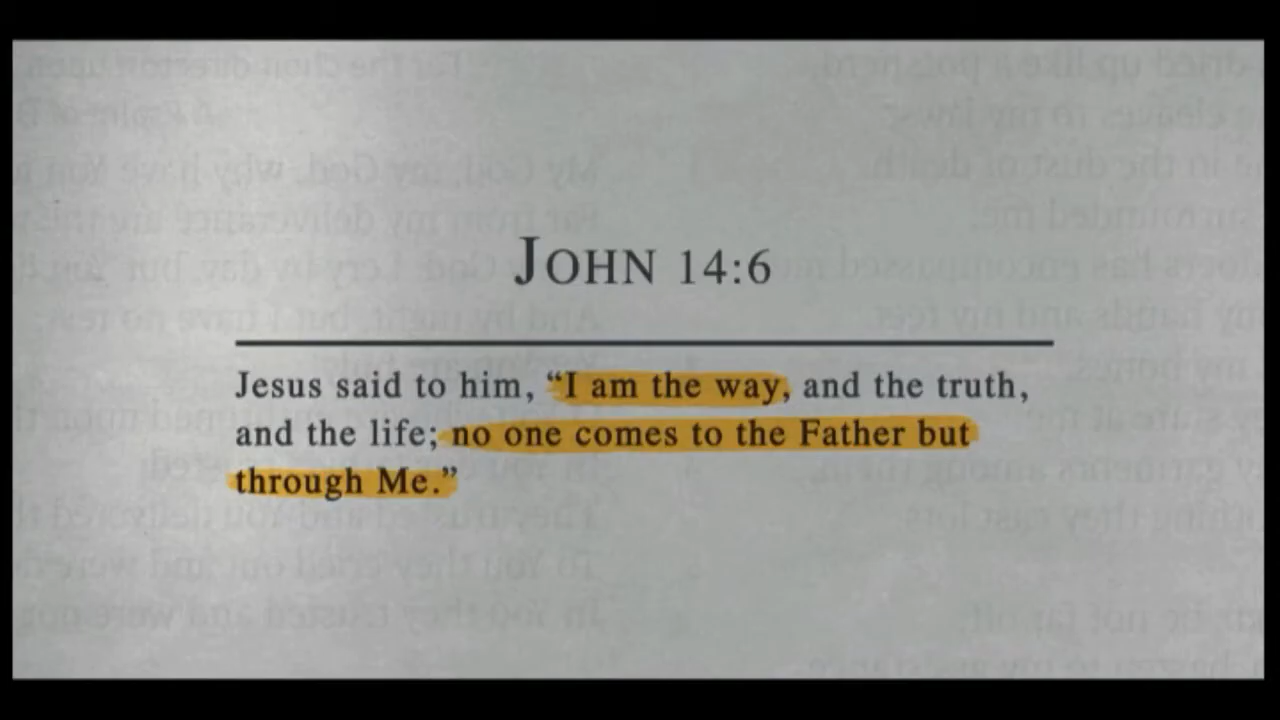 JOHN 14:6
Jesus said to him, “I am the way, and the truth,
and the life; no one comes to the Father but
through Me.”